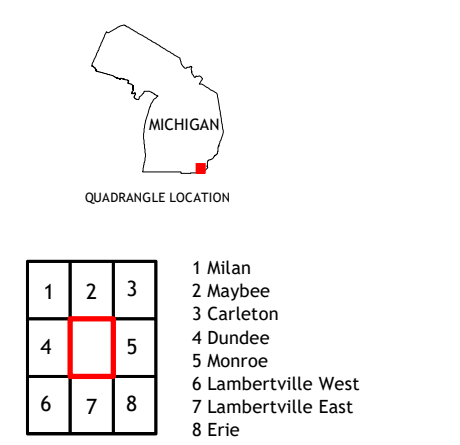 MICHIGAN
QUADRANGLE LOCATION
1 2 3
4 5
6 7 8
1 Milan
2 Maybee
3 Carleton
4 Dundee
5 Monroe
6 Lambertville West
7 Lambertville East
8 Erie